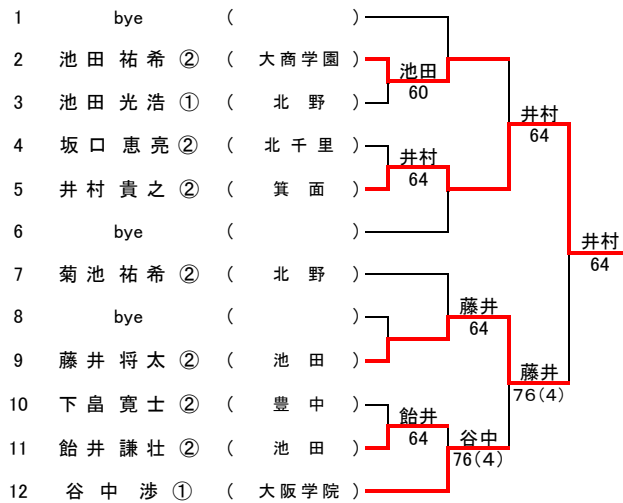 1 bye ( )
2 池田 祐希 ② ( 大商学園 )
3 池田 光浩 ① ( 北野 )
4 坂口 恵亮 ② ( 北千里 )
5 井村 貴之 ② ( 箕面 )
6 bye ( )
7 菊池 祐希 ② ( 北野 )
8 bye ( )
9 藤井 将太 ② ( 池田 )
10 下畠 寛士 ② ( 豊中 )
11 飴井 謙壮 ② ( 池田 )
12 谷中 渉 ① ( 大阪学院 )
池田
60
井村
64
飴井
64
藤井
64
谷中
76(4)
井村
64
藤井
76(4)
井村
64